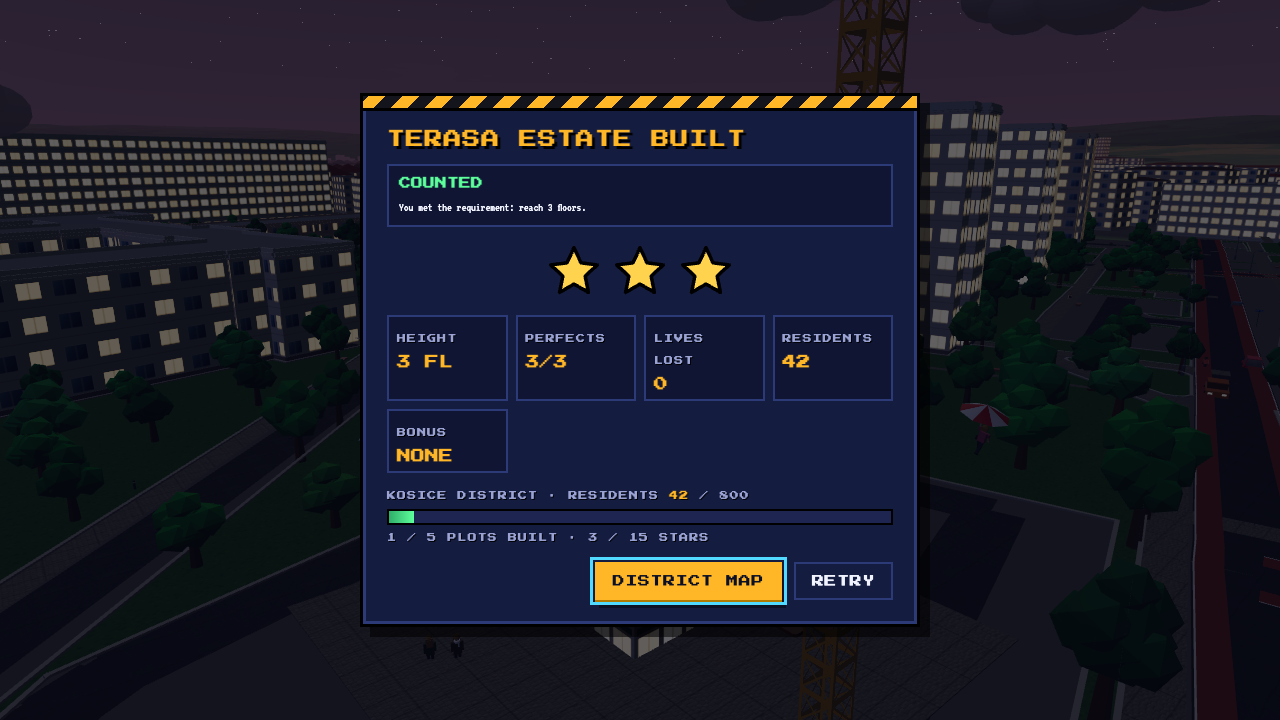 TERASA ESTATE BUILT
COUNTED
You met the requirement: reach 3 floors.
HEIGHT
3 FL
PERFECTS
3/3
LIVES
LOST
0
RESIDENTS
42
BONUS
NONE
KOSICE DISTRICT · RESIDENTS 42 / 800
1 / 5 PLOTS BUILT · 3 / 15 STARS
DISTRICT MAP
RETRY